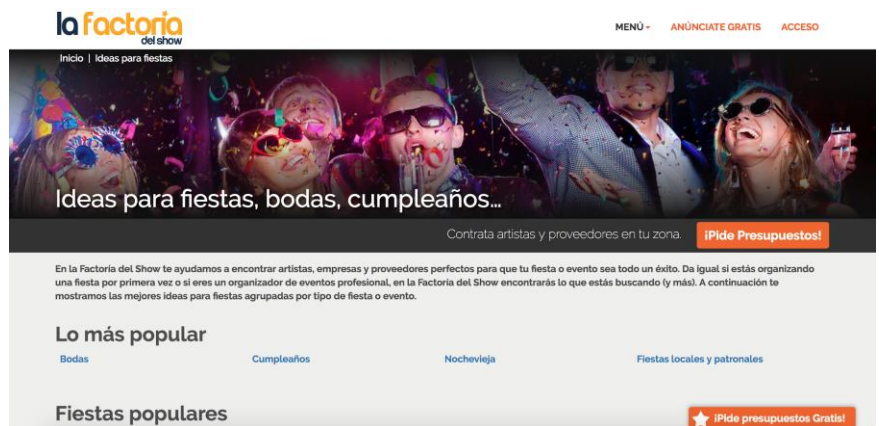 la factoría
del show
MENÚ
ANÚNCIATE GRATIS
ACCESO
Inicio | Ideas para fiestas
Ideas para fiestas, bodas, cumpleaños...
Contrata artistas y proveedores en tu zona.
¡Pide Presupuestos!
En la Factoría del Show te ayudamos a encontrar artistas, empresas y proveedores perfectos para que tu fiesta o evento sea todo un éxito. Da igual si estás organizando
una fiesta por primera vez o si eres un organizador de eventos profesional, en la Factoría del Show encontrarás lo que estás buscando (y más). A continuación te
mostramos las mejores ideas para fiestas agrupadas por tipo de fiesta o evento.
Lo más popular
Bodas
Cumpleaños
Nochevieja
Fiestas locales y patronales
Fiestas populares
¡Pide presupuestos Gratis!